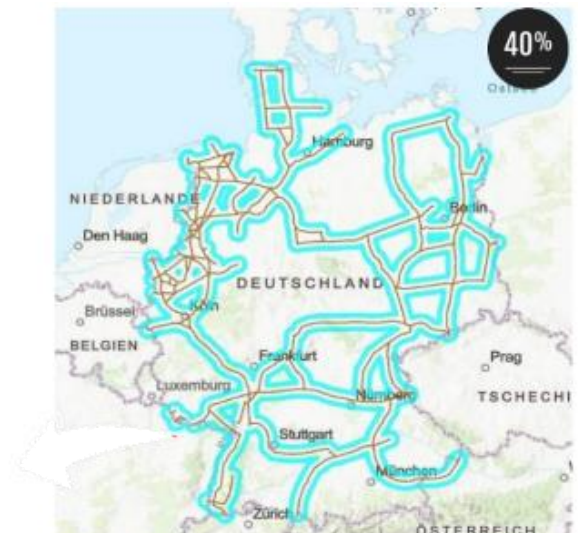 40%
Ostsee
Hamburg
NIEDERLANDE
Berlin
Den Haag
DEUTSCHLAND
Brüssel
Köln
BELGIEN
Frankfurt
Prag
Luxemburg
TSCHECHI
Nürnberg
Stuttgart
München
Zürich
ÖSTERREICH